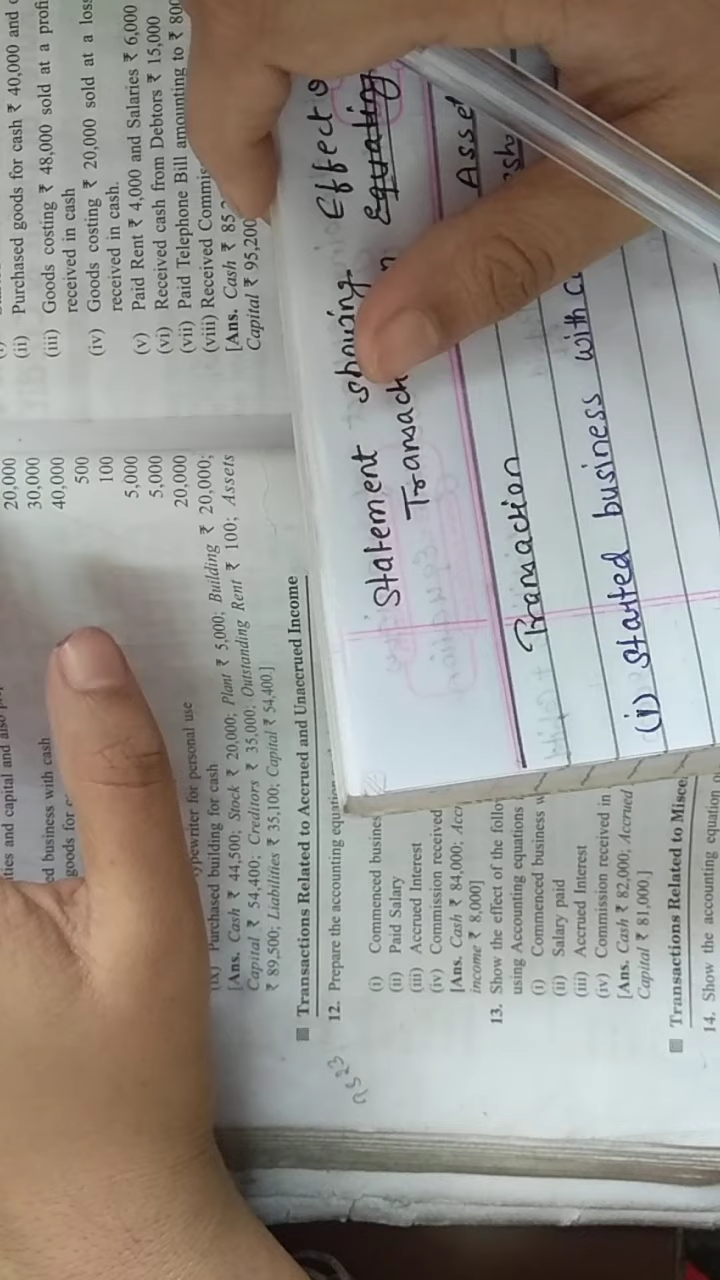 ties and capital and also
ed business with cash
goods for
20,000
30,000
40,000
500
100
5,000
5,000
typewriter for personal use
20,000
(ix) Purchased building for cash
[Ans. Cash ₹ 44,500; Stock ₹ 20,000; Plant ₹ 5,000; Building ₹ 20,000;
Capital ₹ 54,400; Creditors ₹ 35,000; Outstanding Rent ₹ 100; Assets
₹ 89,500; Liabilities ₹ 35,100; Capital ₹ 54,400.]
Transactions Related to Accrued and Unaccrued Income
12. Prepare the accounting equation
(i) Commenced busines
(ii) Paid Salary
(iii) Accrued Interest
(iv) Commission received
[Ans. Cash ₹ 84,000; Accr
income ₹ 8,000]
13. Show the effect of the follow
using Accounting equations
(i) Commenced business w
(ii) Salary paid
(iii) Accrued Interest
(iv) Commission received in
[Ans. Cash ₹ 82,000, Accrued
Capital ₹ 81,000.]
Transactions Related to Misce
14. Show the accounting equation
(ii) Purchased goods for cash ₹ 40,000 and
(iii) Goods costing ₹ 48,000 sold at a profi
received in cash
(iv) Goods costing ₹ 20,000 sold at a loss
received in cash.
(v) Paid Rent ₹ 4,000 and Salaries ₹ 6,000
(vi) Received cash from Debtors ₹ 15,000
(vii) Paid Telephone Bill amounting to ₹ 800
(viii) Received Commis
[Ans. Cash ₹ 85
Capital ₹ 95,200
Statement showing Effect o
Transact n Equating
Asset
Transaction
(i) Started business with c